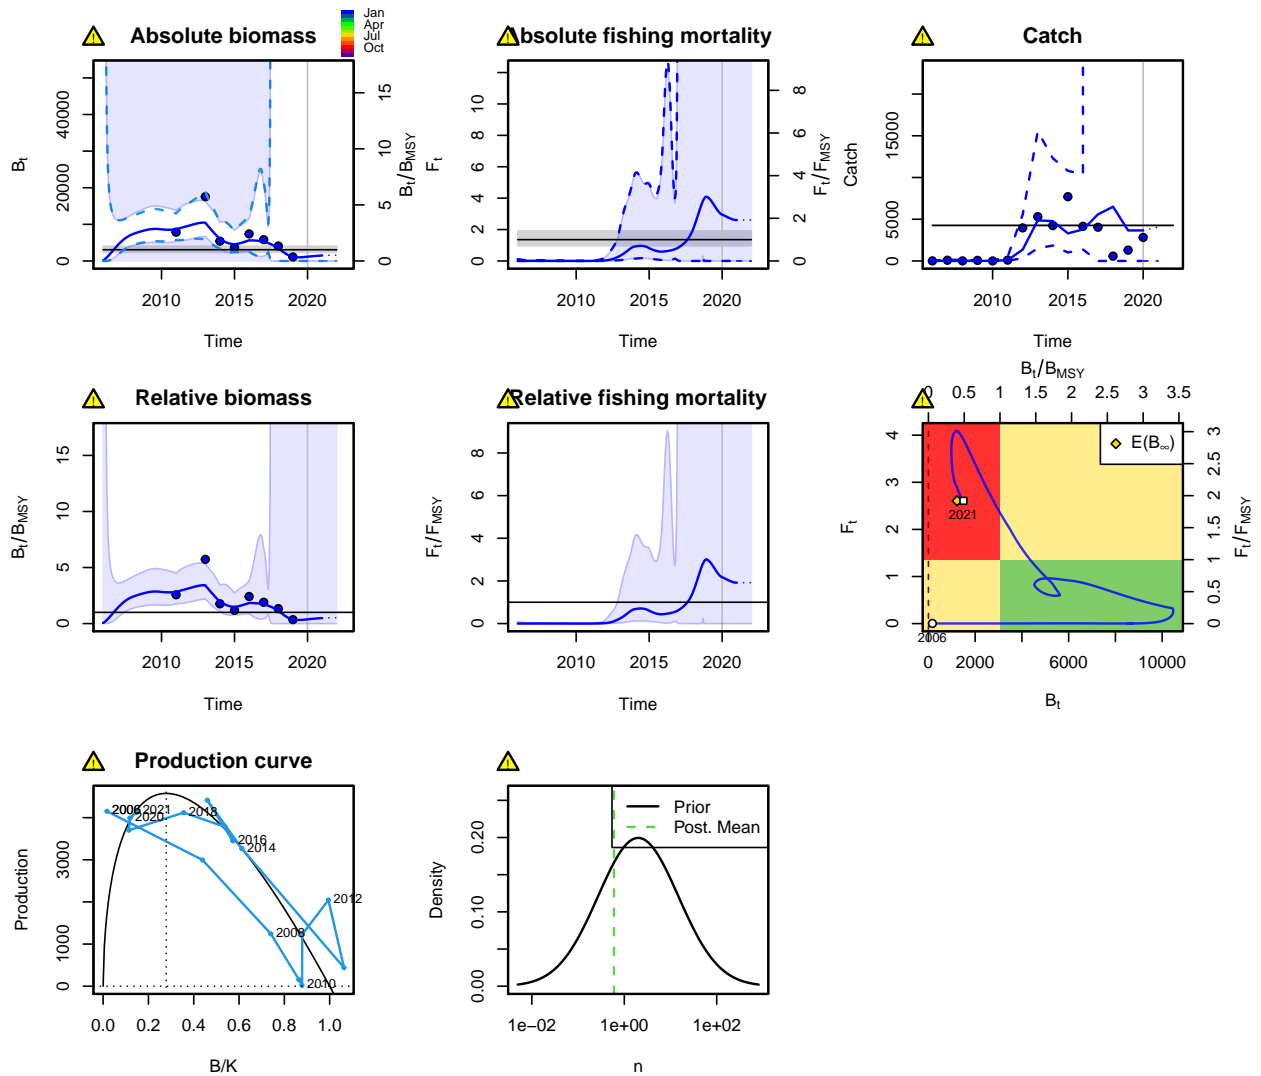 Absolute biomass
Jan
Apr
Jul
Oct
Bt
0
20000
40000
0
5
10
15
Bt/BMSY
2010
2015
2020
Time
Absolute fishing mortality
Ft
0
2
4
6
8
10
0
2
4
6
8
Ft/FMSY
2010
2015
2020
Time
Catch
Catch
0
5000
15000
2010
2015
2020
Time
Relative biomass
Bt/BMSY
0
5
10
15
2010
2015
2020
Time
Relative fishing mortality
Ft/FMSY
0
2
4
6
8
2010
2015
2020
Time
Bt/BMSY
0 0.5 1 1.5 2 2.5 3 3.5
E(B∞)
2021
2006
Ft
0
1
2
3
4
0
0.5
1
1.5
2
2.5
3
Ft/FMSY
0 2000 6000 10000
Bt
Production curve
Production
0
1000
3000
2006
2021
2020
2018
2016
2014
2012
2008
2010
0.0 0.2 0.4 0.6 0.8 1.0
B/K
Prior
Post. Mean
Density
0.00
0.10
0.20
1e−02 1e+00 1e+02
n